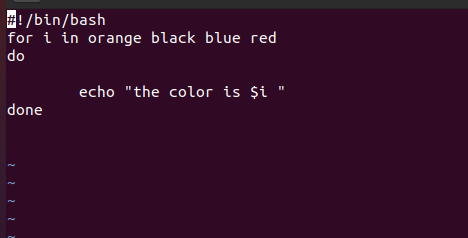 #!/bin/bash
for i in orange black blue red
do
echo "the color is $i "
done
~
~
~
~
~